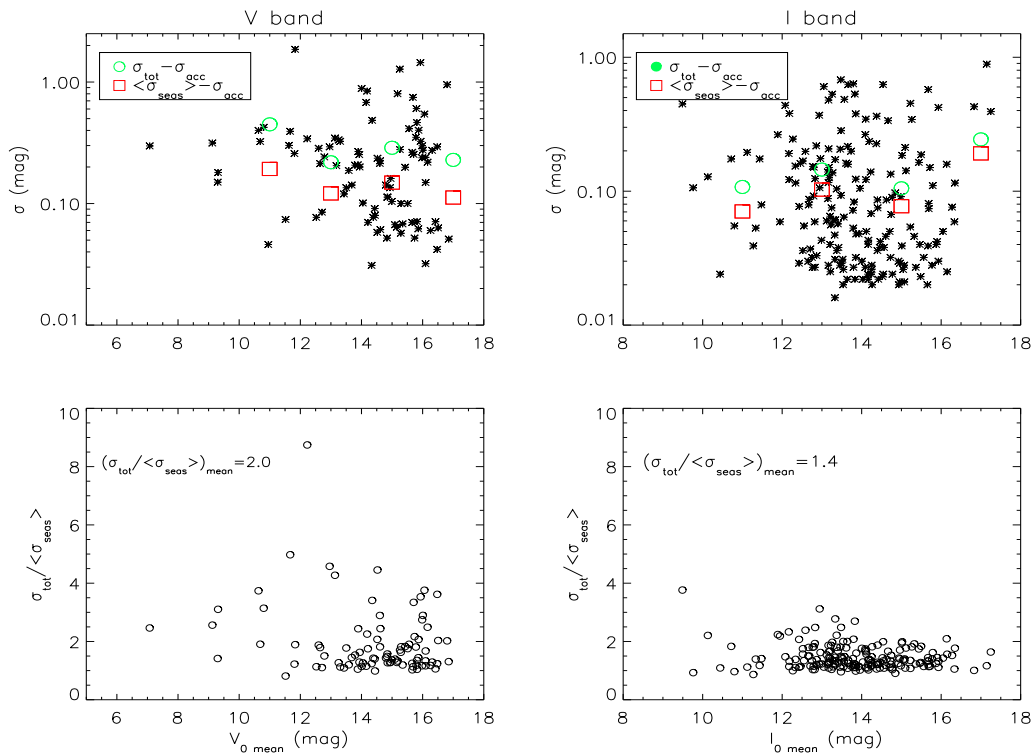 V band
I band
σtot−σacc
<σseas>−σacc
σtot−σacc
<σseas>−σacc
1.00
0.10
0.01
σ (mag)
6 8 10 12 14 16 18
1.00
0.10
0.01
σ (mag)
8 10 12 14 16 18
(σtot/<σseas>)mean=2.0
(σtot/<σseas>)mean=1.4
10
8
6
4
2
0
σtot/<σseas>
6 8 10 12 14 16 18
V0 mean (mag)
10
8
6
4
2
0
σtot/<σseas>
8 10 12 14 16 18
I0 mean (mag)